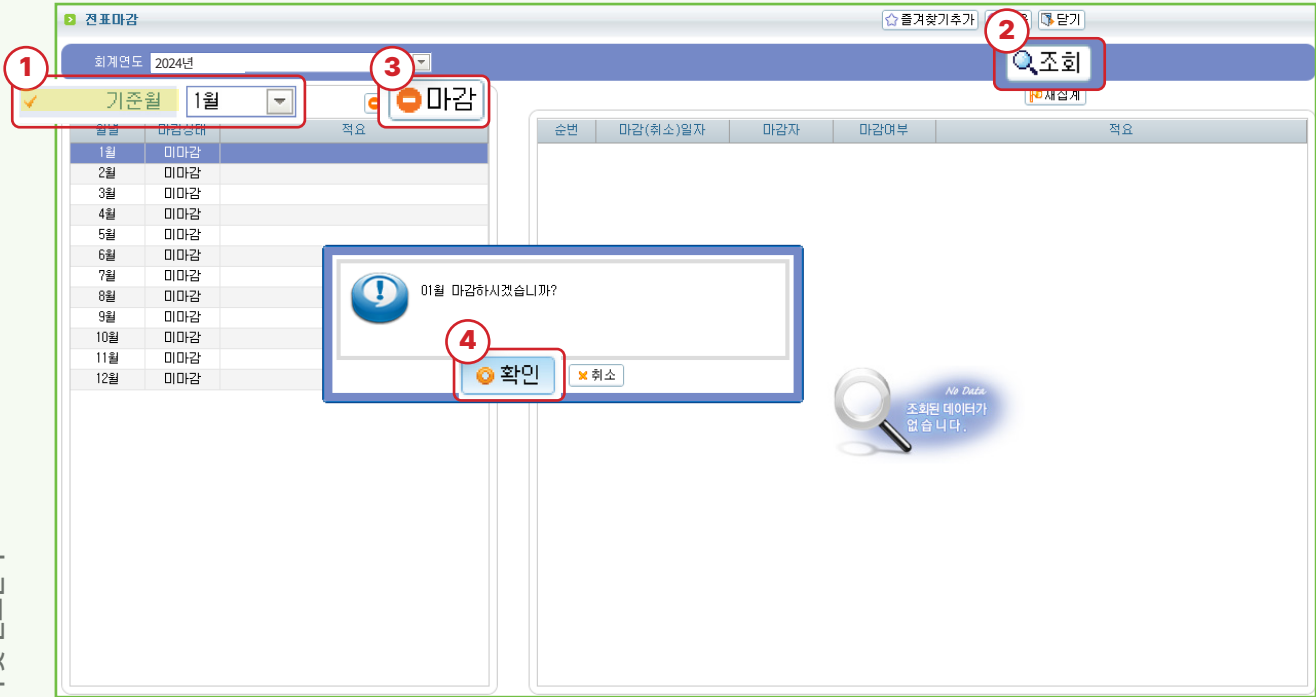 전표마감
즐겨찾기추가
닫기
2
1
3
회계연도 2024년
조회
기준월 1월
마감
재집계
월별 마감상태 적요
순번 마감(취소)일자 마감자 마감여부 적요
1월 미마감
2월 미마감
3월 미마감
4월 미마감
5월 미마감
6월 미마감
7월 미마감
8월 미마감
9월 미마감
10월 미마감
11월 미마감
12월 미마감
01월 마감하시겠습니까?
4
확인
취소
No Data
조회된 데이터가
없습니다.